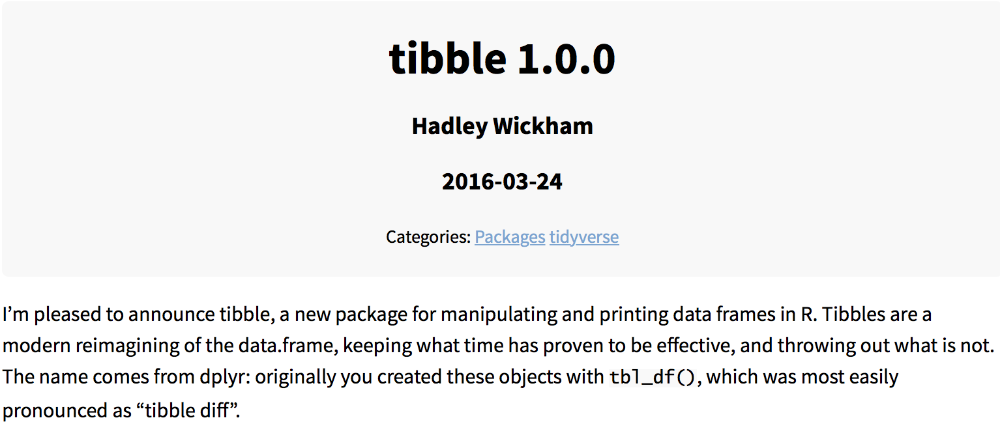 tibble 1.0.0
Hadley Wickham
2016-03-24
Categories: Packages tidyverse
I’m pleased to announce tibble, a new package for manipulating and printing data frames in R. Tibbles are a
modern reimagining of the data.frame, keeping what time has proven to be effective, and throwing out what is not.
The name comes from dplyr: originally you created these objects with tbl_df(), which was most easily
pronounced as “tibble diff”.